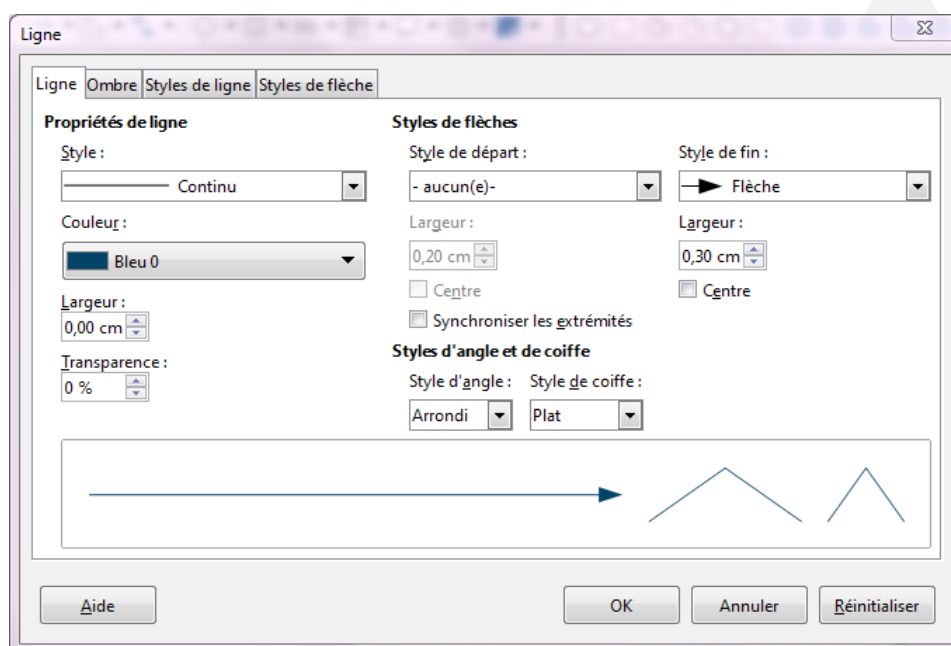 Ligne
Ligne Ombre Styles de ligne Styles de flèche
Propriétés de ligne
Style :
Continu
Couleur :
Bleu 0
Largeur :
0,00 cm
Transparence :
0 %
Styles de flèches
Style de départ :
- aucun(e)-
Largeur :
0,20 cm
Centre
Synchroniser les extrémités
Style de fin :
Flèche
Largeur :
0,30 cm
Centre
Styles d'angle et de coiffe
Style d'angle : Style de coiffe :
Arrondi Plat
Aide OK Annuler Réinitialiser